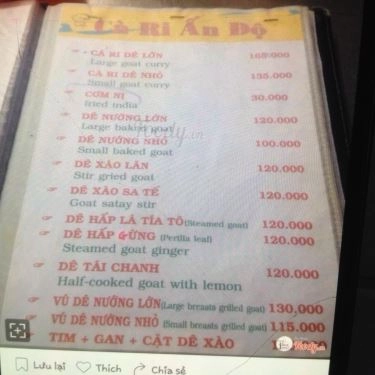 Cà Ri Ấn Độ
CÀ RI DÊ LỚN 165.000
Large goat curry
CÀ RI DÊ NHỎ 135.000
Small goat curry
CƠM NỊ 30.000
fried india
DÊ NƯỚNG LỚN 120.000
Large baked goat
DÊ NƯỚNG NHỎ 100.000
Small baked goat
DÊ XÀO LĂN 120.000
Stir gried goat
DÊ XÀO SA TẾ 120.000
Goat satay stir
DÊ HẤP LÁ TÍA TÔ (Steamed goat) 120.000
DÊ HẤP GỪNG (Perilla leaf) 120.000
Steamed goat ginger
DÊ TÁI CHANH 120.000
Half-cooked goat with lemon
VÚ DÊ NƯỚNG LỚN (Large breasts grilled goat) 130,000
VÚ DÊ NƯỚNG NHỎ (Small breasts grilled goat) 115.000
TIM + GAN + CẬT DÊ XÀO
Foody.vn
Lưu lại Thích Chia sẻ